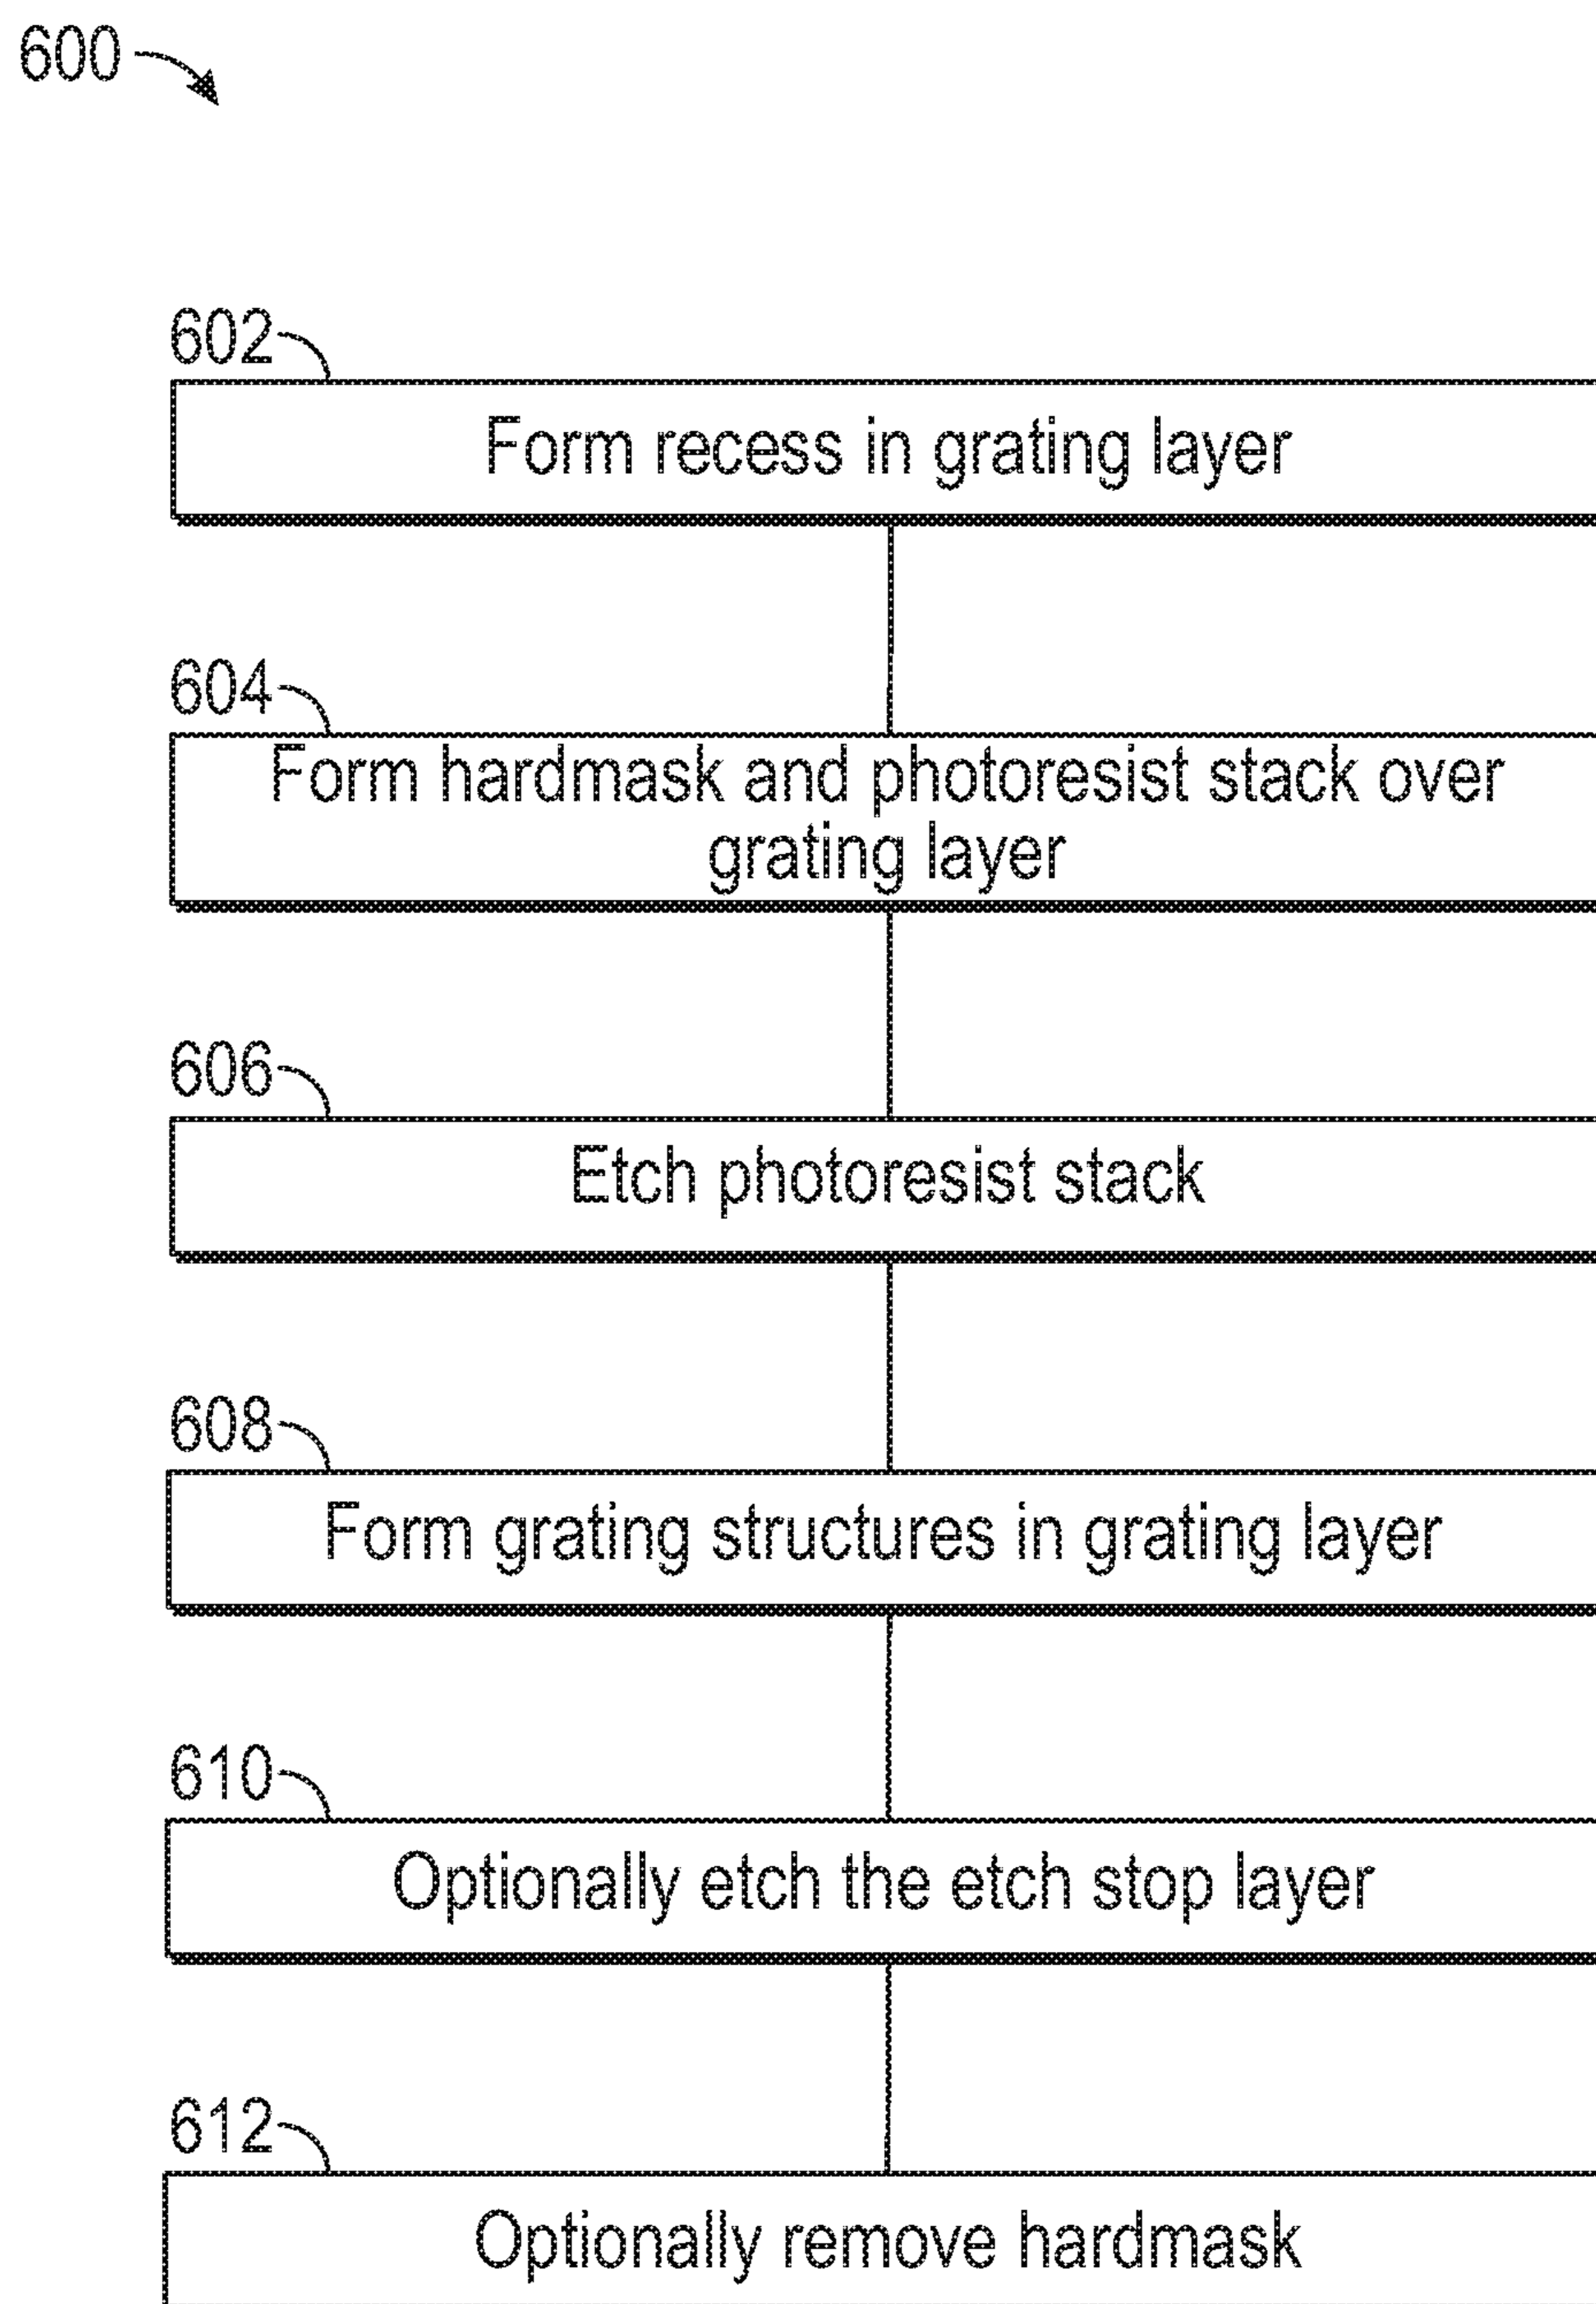 600
602
Form recess in grating layer
604
Form hardmask and photoresist stack over
grating layer
606
Etch photoresist stack
608
Form grating structures in grating layer
610
Optionally etch the etch stop layer
612
Optionally remove hardmask